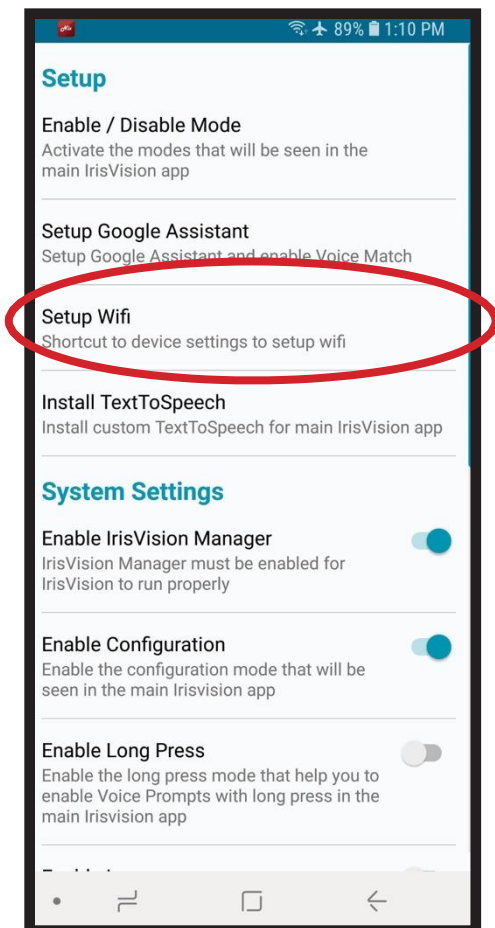 89% 1:10 PM
Setup
Enable / Disable Mode
Activate the modes that will be seen in the
main IrisVision app
Setup Google Assistant
Setup Google Assistant and enable Voice Match
Setup Wifi
Shortcut to device settings to setup wifi
Install TextToSpeech
Install custom TextToSpeech for main IrisVision app
System Settings
Enable IrisVision Manager
IrisVision Manager must be enabled for
IrisVision to run properly
Enable Configuration
Enable the configuration mode that will be
seen in the main Irisvision app
Enable Long Press
Enable the long press mode that help you to
enable Voice Prompts with long press in the
main Irisvision app